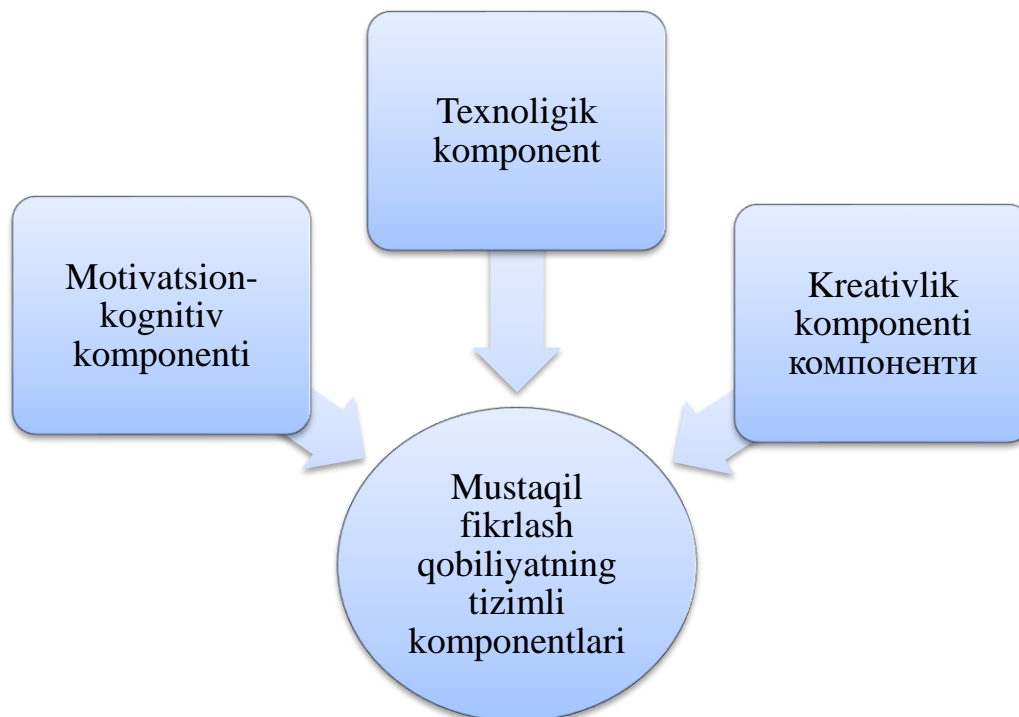 Texnoligik
komponent
Motivatsion-
kognitiv
komponenti
Kreativlik
komponenti
компоненти
Mustaqil
fikrlash
qobiliyatning
tizimli
komponentlari